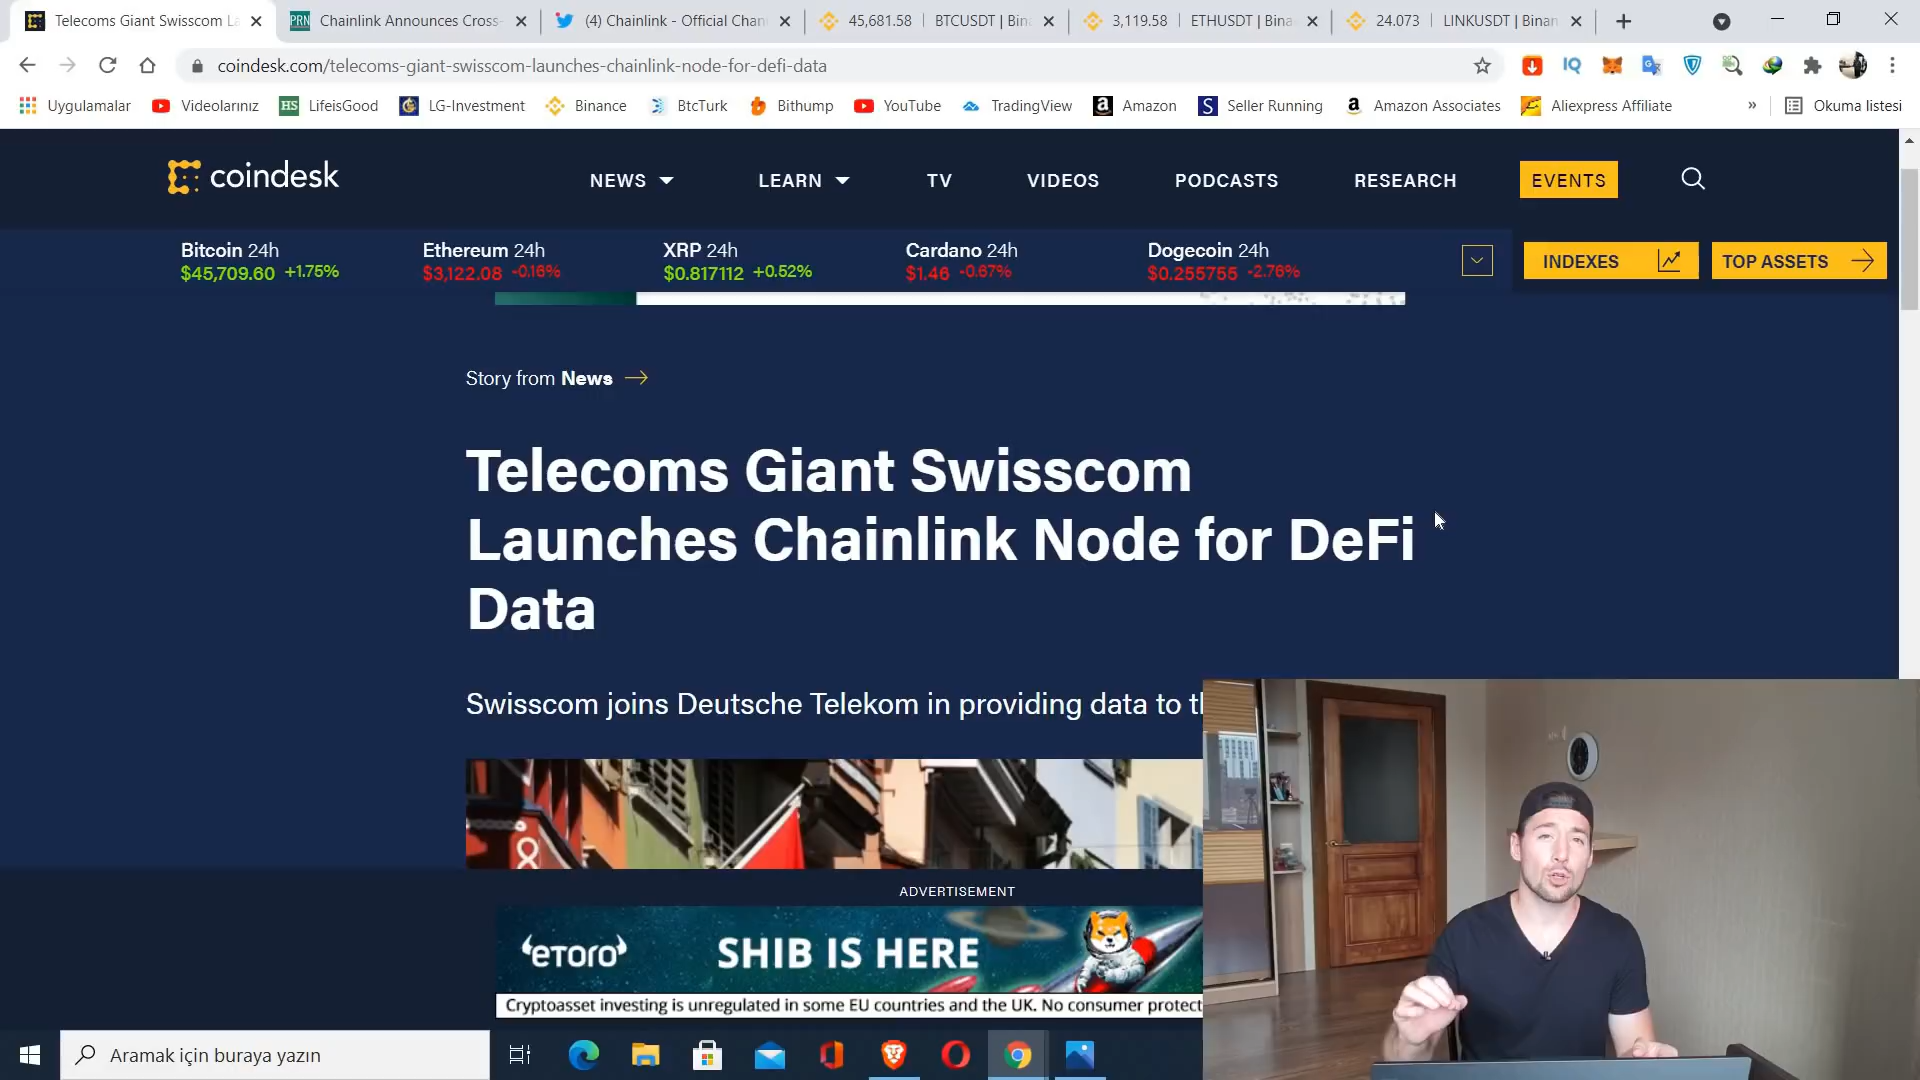 Telecoms Giant Swisscom La
Chainlink Announces Cross-
(4) Chainlink - Official Chan
45,681.58 BTCUSDT | Bin
3,119.58 ETHUSDT | Bina
24.073 LINKUSDT | Binan
coindesk.com/telecoms-giant-swisscom-launches-chainlink-node-for-defi-data
Uygulamalar
Videolarınız
HS LifeisGood
LG-Investment
Binance
BtcTurk
Bithump
YouTube
TradingView
Amazon
S Seller Running
Amazon Associates
Aliexpress Affiliate
» Okuma listesi
coindesk
NEWS
LEARN
TV
VIDEOS
PODCASTS
RESEARCH
EVENTS
Bitcoin 24h
$45,709.60 +1.75%
Ethereum 24h
$3,122.08 -0.16%
XRP 24h
$0.817112 +0.52%
Cardano 24h
$1.46 -0.67%
Dogecoin 24h
$0.255755 -2.76%
INDEXES
TOP ASSETS
Story from News
Telecoms Giant Swisscom
Launches Chainlink Node for DeFi
Data
Swisscom joins Deutsche Telekom in providing data to
ADVERTISEMENT
eToro
SHIB IS HERE
Cryptoasset investing is unregulated in some EU countries and the UK. No consumer protect
Aramak için buraya yazın